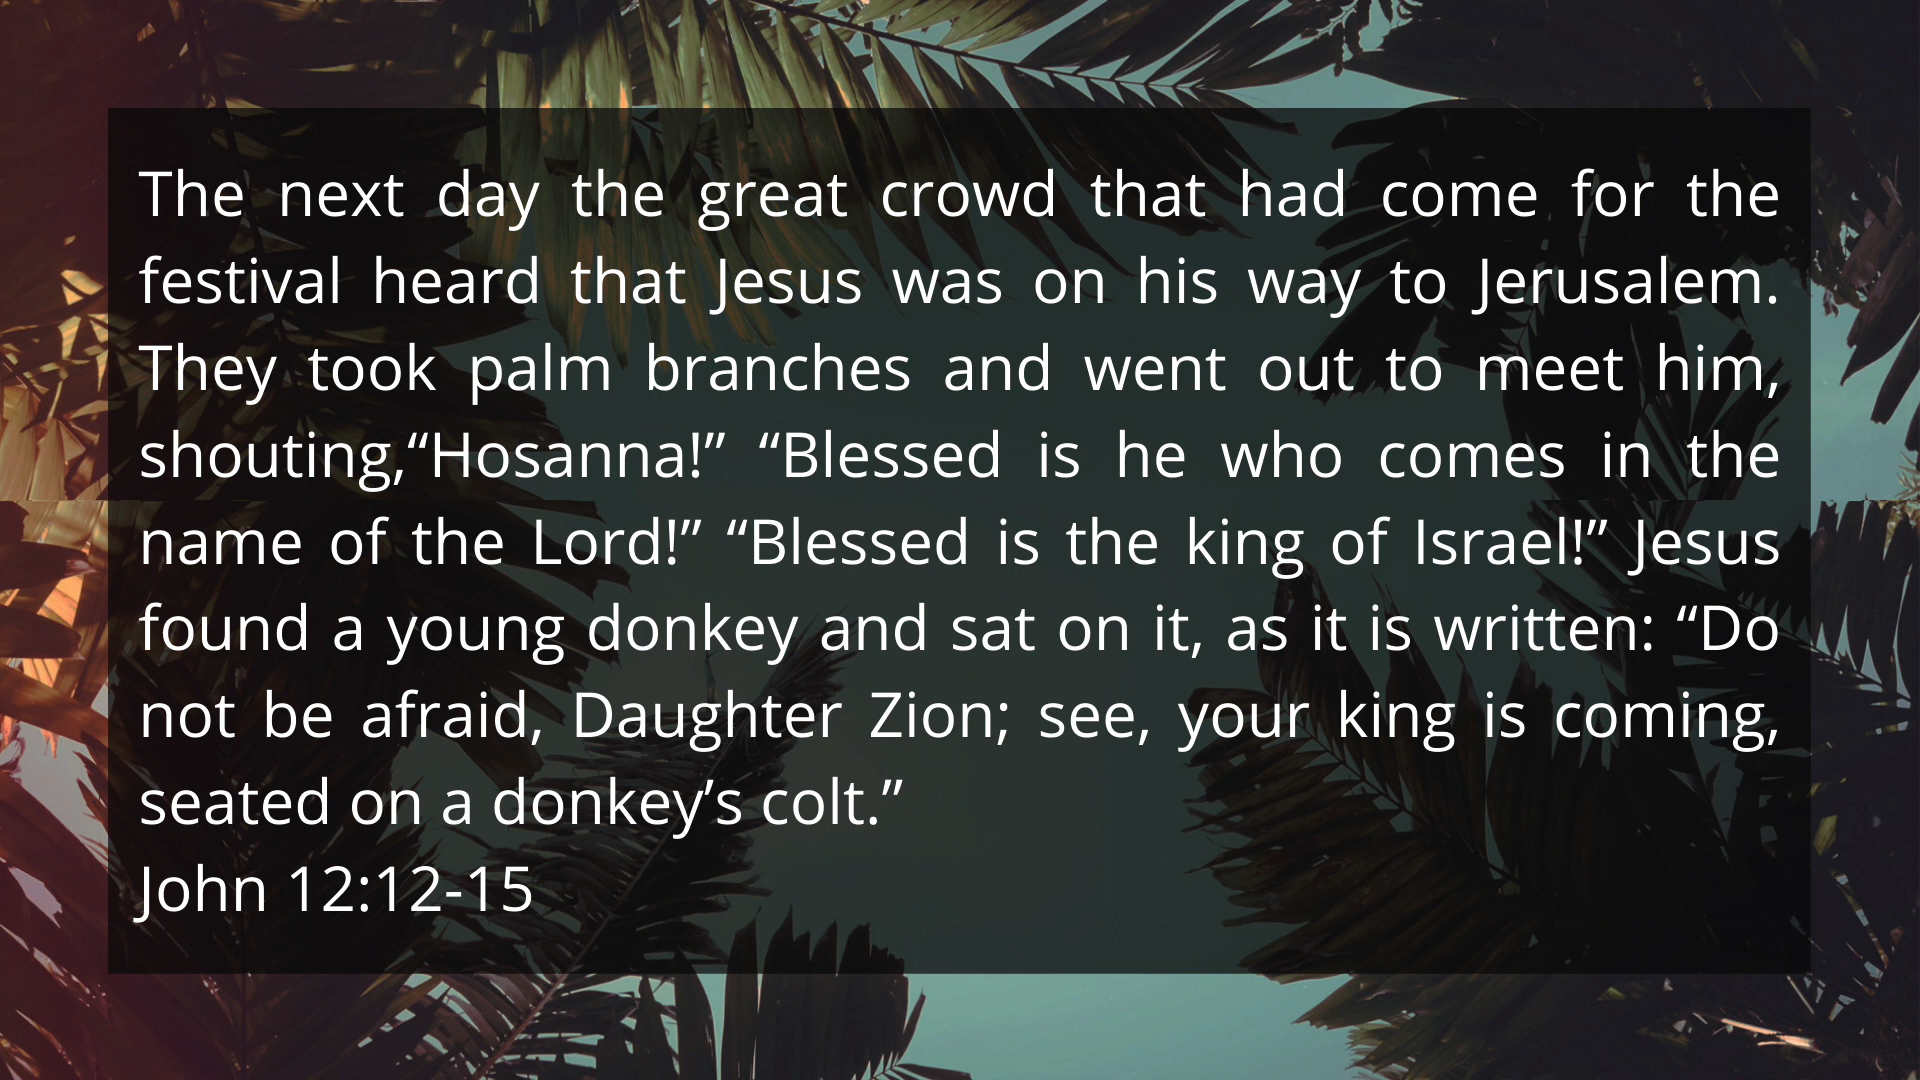 The next day the great crowd that had come for the
festival heard that Jesus was on his way to Jerusalem.
They took palm branches and went out to meet him,
shouting,“Hosanna!” “Blessed is he who comes in the
name of the Lord!” “Blessed is the king of Israel!” Jesus
found a young donkey and sat on it, as it is written: “Do
not be afraid, Daughter Zion; see, your king is coming,
seated on a donkey’s colt.”
John 12:12-15